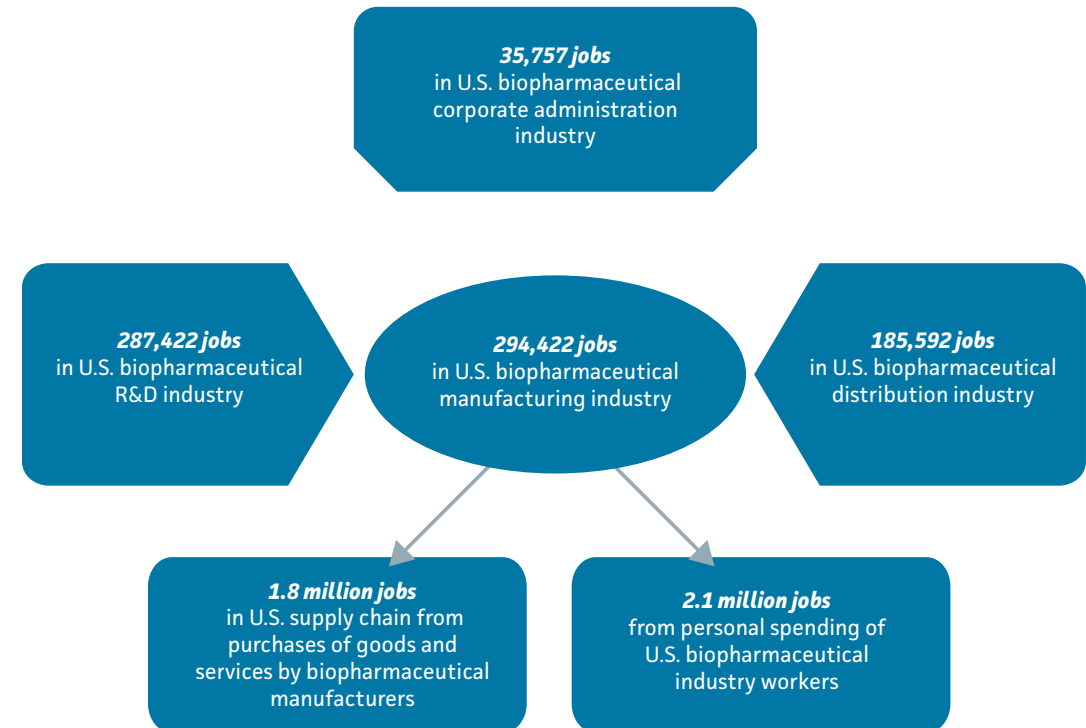 35,757 jobs
in U.S. biopharmaceutical
corporate administration
industry
287,422 jobs
in U.S. biopharmaceutical
R&D industry
294,422 jobs
in U.S. biopharmaceutical
manufacturing industry
185,592 jobs
in U.S. biopharmaceutical
distribution industry
1.8 million jobs
in U.S. supply chain from
purchases of goods and
services by biopharmaceutical
manufacturers
2.1 million jobs
from personal spending of
U.S. biopharmaceutical
industry workers